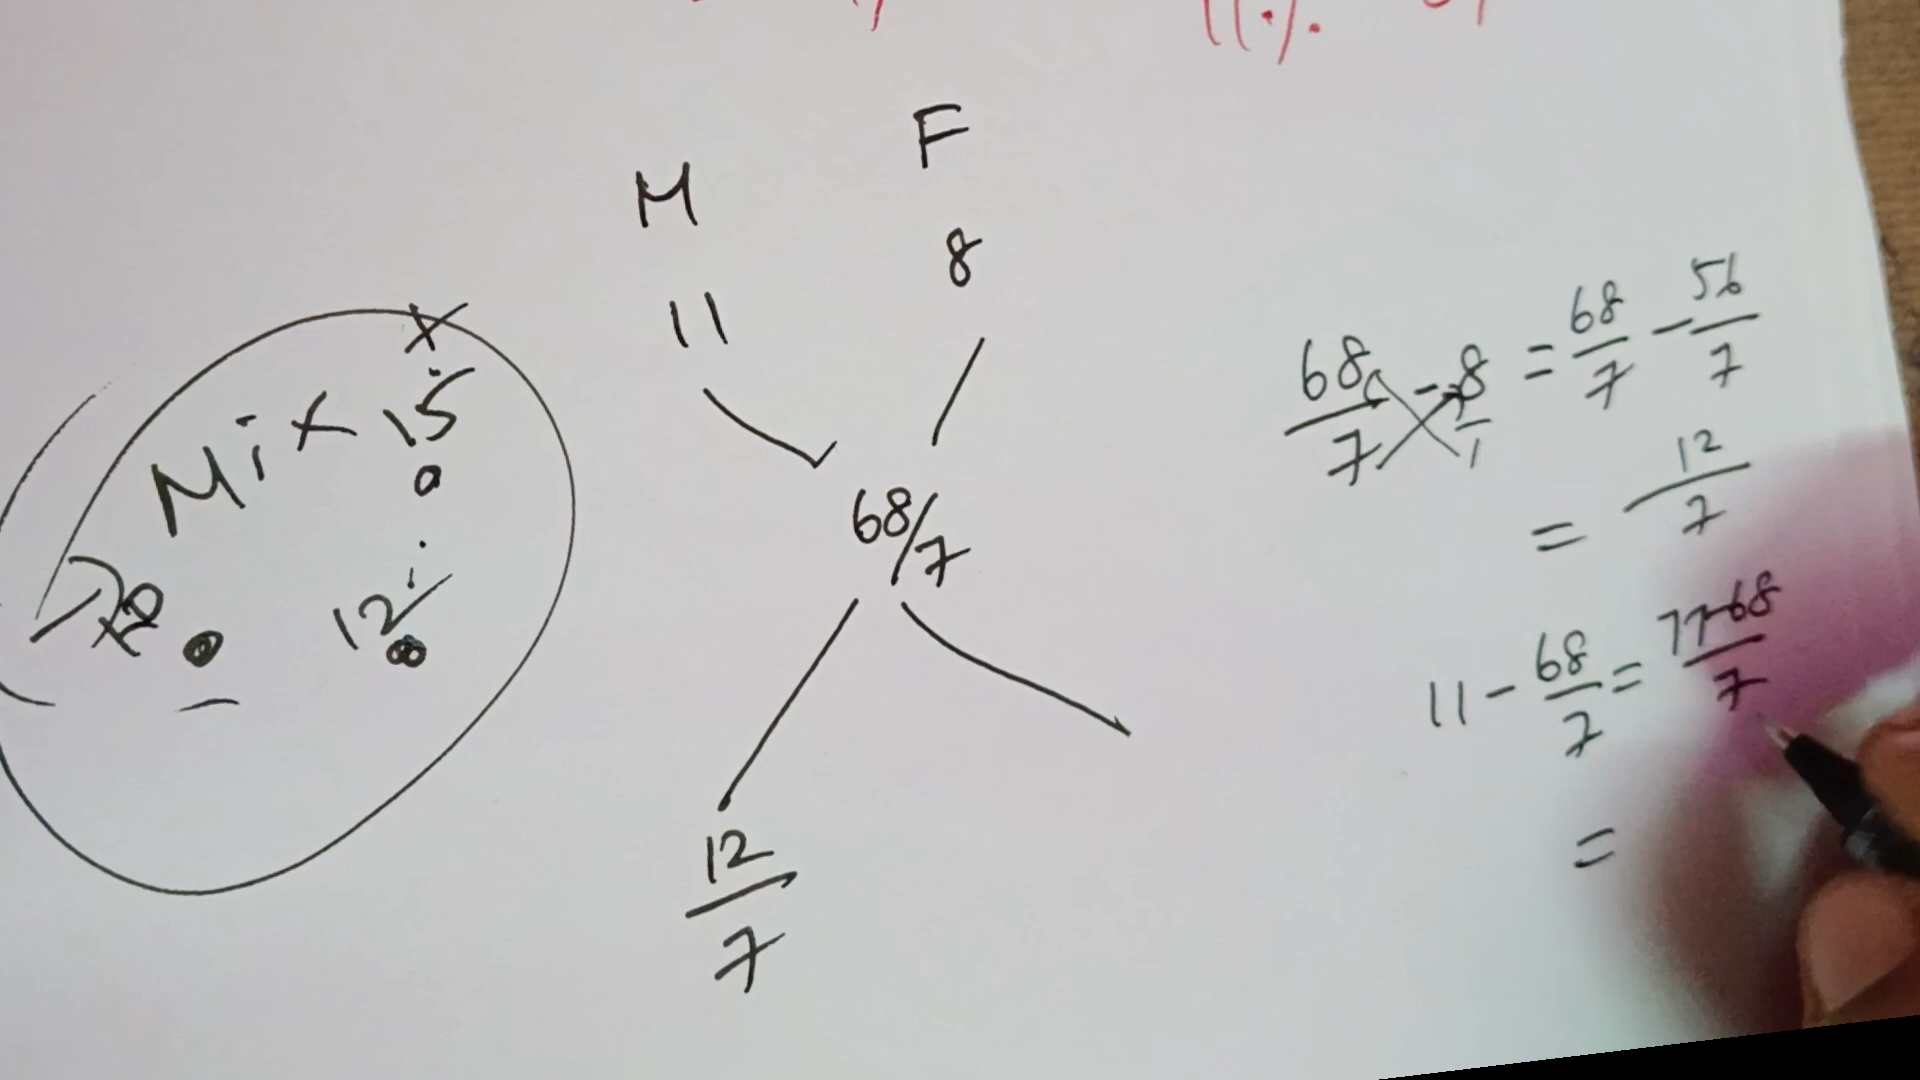 11%.
F
M
8
11
68/7
12/7
Mix 15
12
68/7 - 8/1 = 68/7 - 56/7
= 12/7
11 - 68/7 = 77-68/7
=